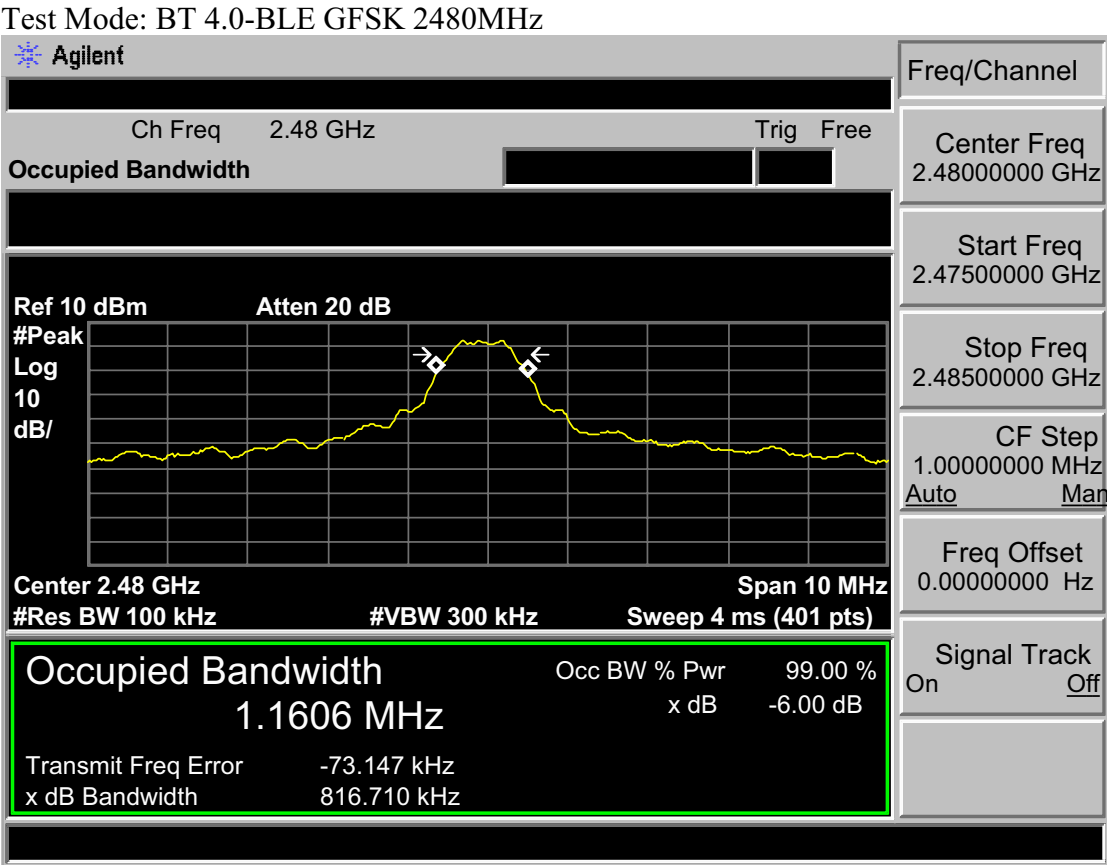 Test Mode: BT 4.0-BLE GFSK 2480MHz
Agilent
Freq/Channel
Ch Freq 2.48 GHz Trig Free
Occupied Bandwidth
Center Freq
2.48000000 GHz
Start Freq
2.47500000 GHz
Stop Freq
2.48500000 GHz
CF Step
1.00000000 MHz
Auto Man
Freq Offset
0.00000000 Hz
Signal Track
On Off
Ref 10 dBm Atten 20 dB
#Peak
Log
10
dB/
Center 2.48 GHz Span 10 MHz
#Res BW 100 kHz #VBW 300 kHz Sweep 4 ms (401 pts)
Occupied Bandwidth
1.1606 MHz
Occ BW % Pwr 99.00 %
x dB -6.00 dB
Transmit Freq Error -73.147 kHz
x dB Bandwidth 816.710 kHz